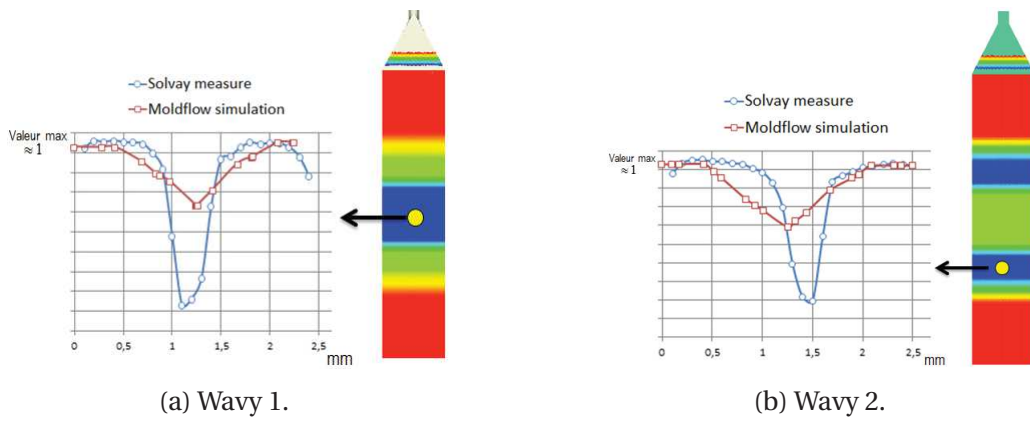 Solvay measure
Moldflow simulation
Valeur max
≈ 1
0
0,5
1
1,5
2
2,5
mm
(a) Wavy 1.
Solvay measure
Moldflow simulation
Valeur max
≈ 1
0
0,5
1
1,5
2
2,5
mm
(b) Wavy 2.